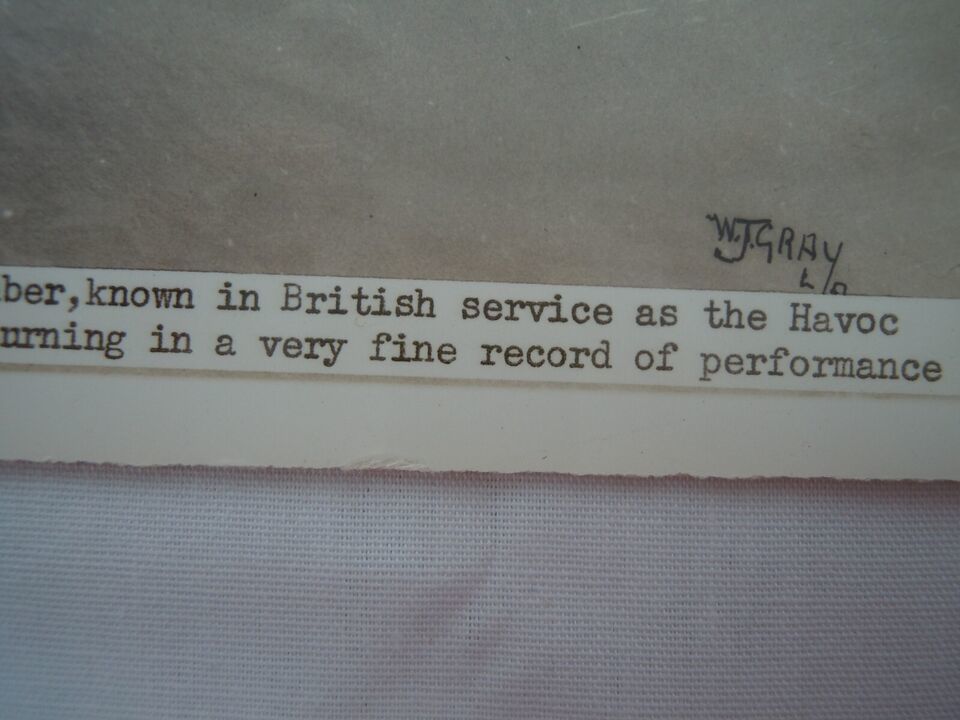 W.J.GRAY
ber,known in British service as the Havoc
urning in a very fine record of performance